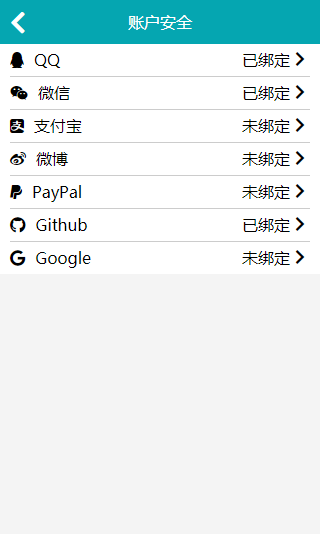 账户安全
QQ 已绑定
微信 已绑定
支付宝 未绑定
微博 未绑定
PayPal 未绑定
Github 已绑定
Google 未绑定